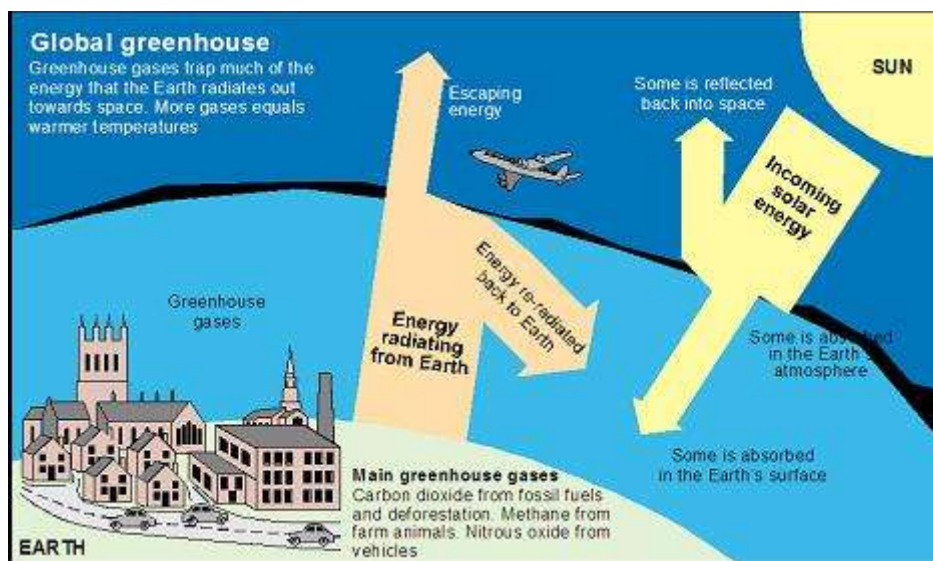 Global greenhouse
Greenhouse gases trap much of the
energy that the Earth radiates out
towards space. More gases equals
warmer temperatures
Escaping
energy
Some is reflected
back into space
SUN
Incoming
solar
energy
Greenhouse
gases
Energy
radiating
from Earth
Energy re-radiated
back to Earth
Some is absorbed
in the Earth's
atmosphere
Some is absorbed
in the Earth's surface
Main greenhouse gases
Carbon dioxide from fossil fuels
and deforestation. Methane from
farm animals. Nitrous oxide from
vehicles
EARTH